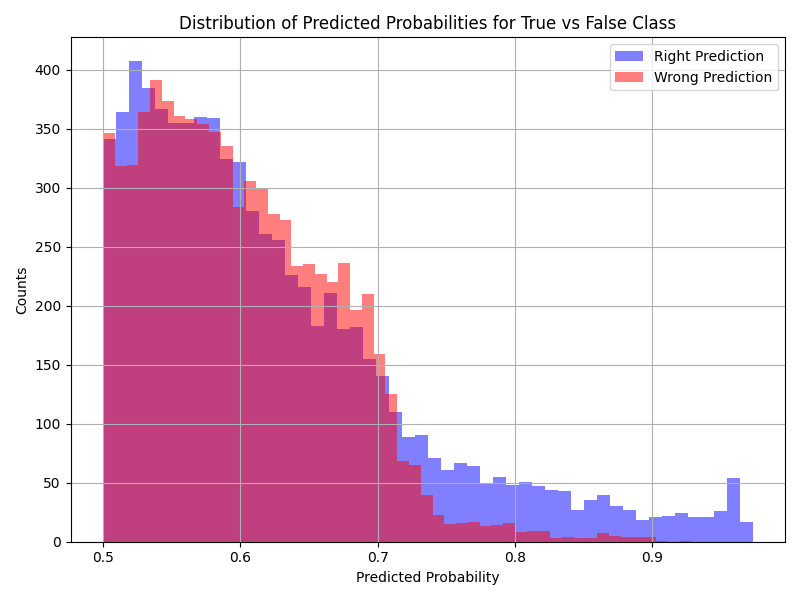 Distribution of Predicted Probabilities for True vs False Class
Right Prediction
Wrong Prediction
400
350
300
250
200
150
100
50
0
Counts
0.5 0.6 0.7 0.8 0.9
Predicted Probability